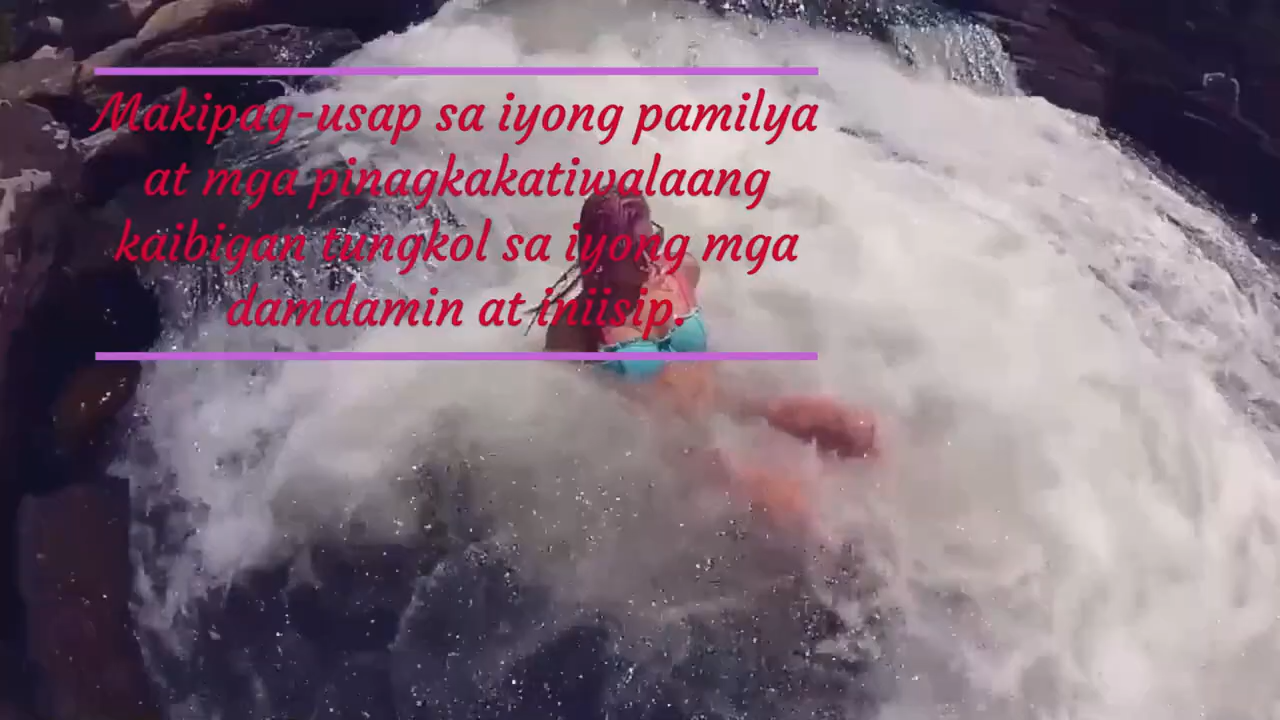 Makipag-usap sa iyong pamilya
at mga pinagkakatiwalaang
kaibigan tungkol sa iyong mga
damdamin at iniisip.